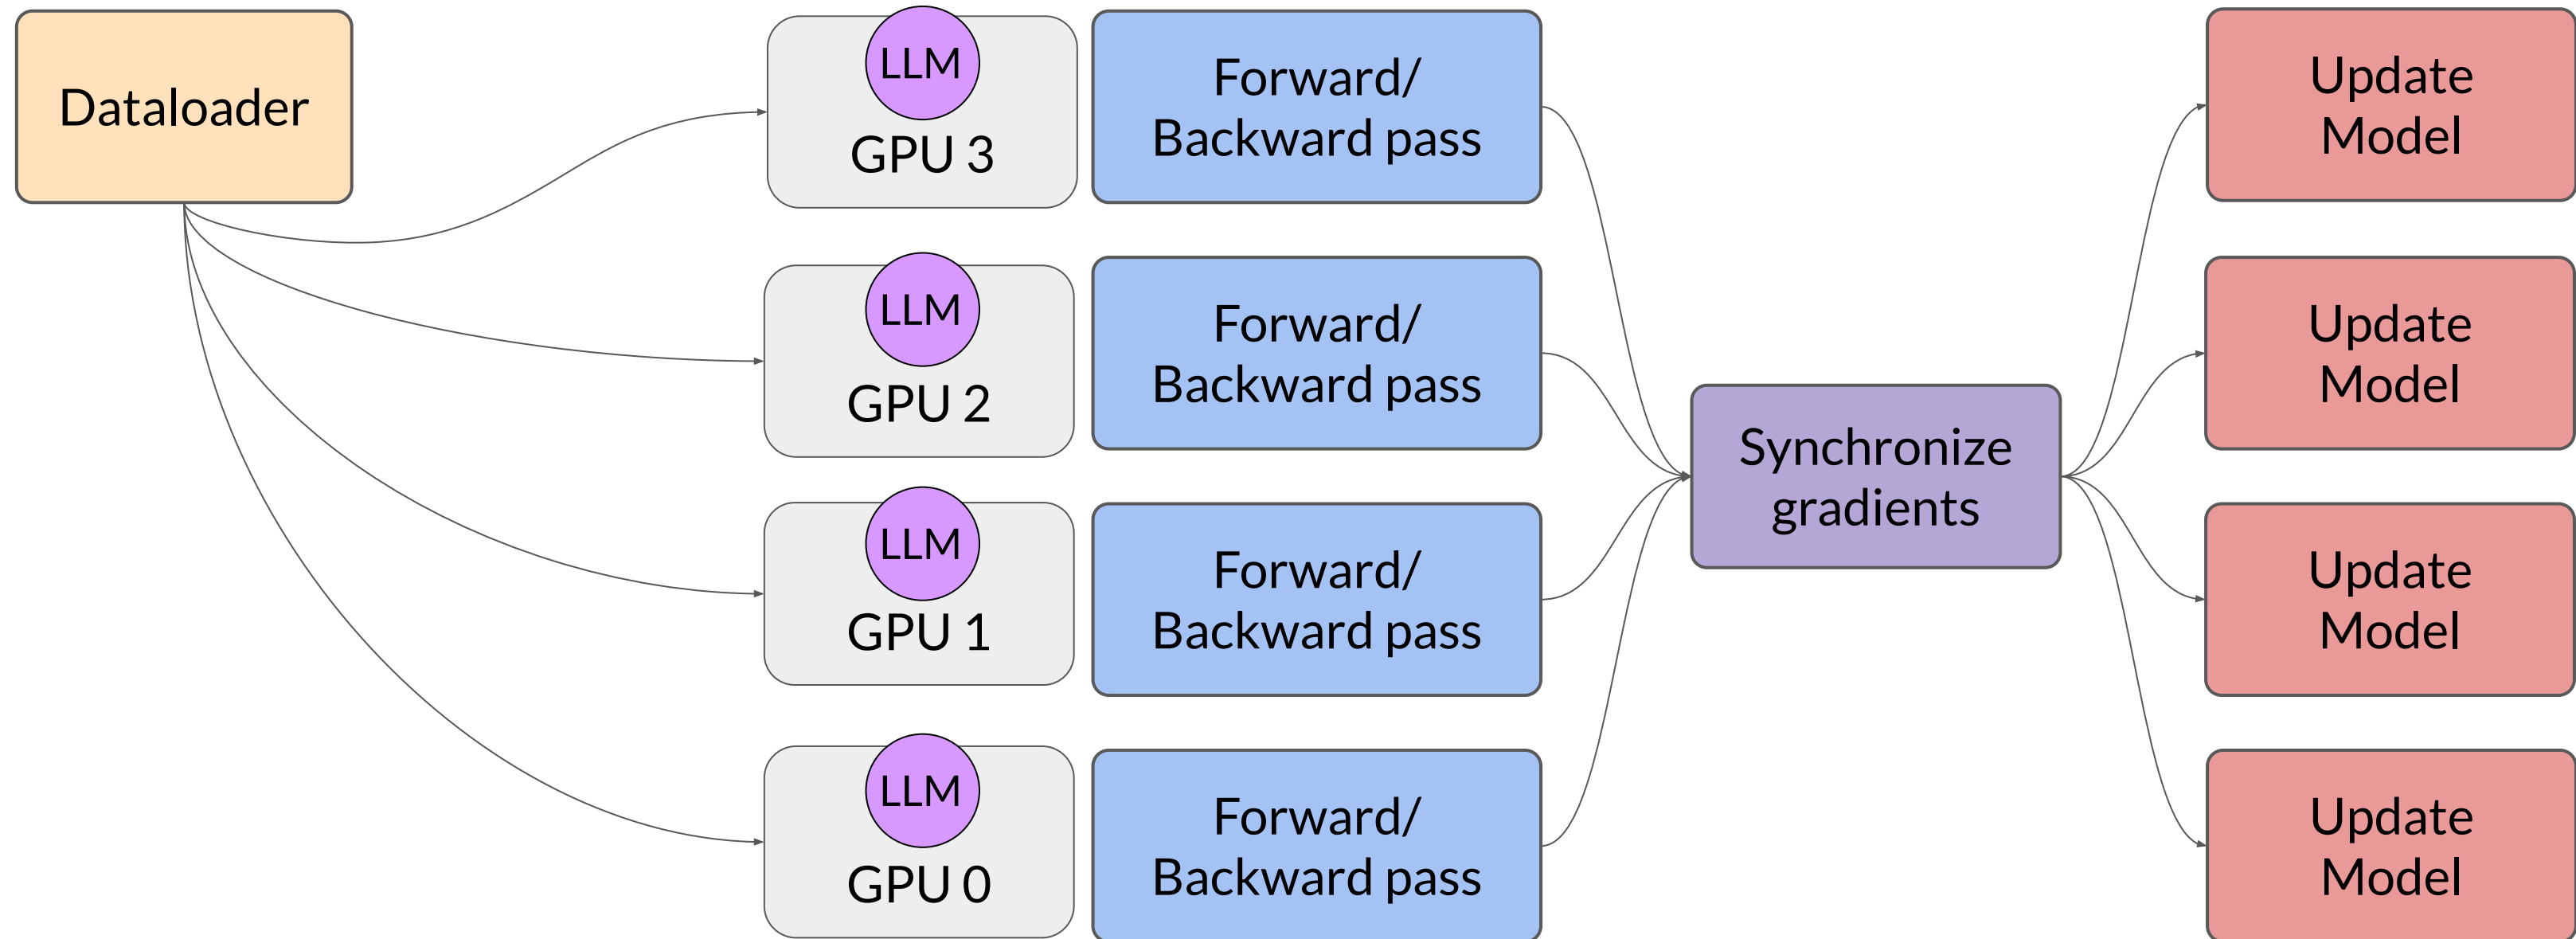 Dataloader
LLM
GPU 3
Forward/
Backward pass
Update
Model
LLM
GPU 2
Forward/
Backward pass
Update
Model
Synchronize
gradients
LLM
GPU 1
Forward/
Backward pass
Update
Model
LLM
GPU 0
Forward/
Backward pass
Update
Model